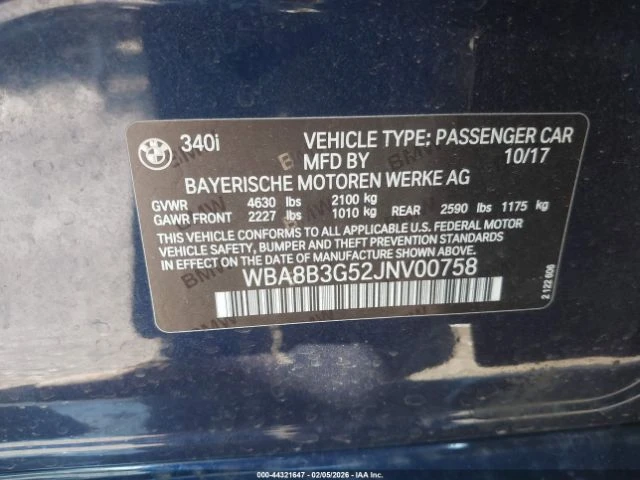 340i VEHICLE TYPE: PASSENGER CAR
MFD BY 10/17
BAYERISCHE MOTOREN WERKE AG
GVWR 4630 lbs 2100 kg
GAWR FRONT 2227 lbs 1010 kg REAR 2590 lbs 1175 kg
THIS VEHICLE CONFORMS TO ALL APPLICABLE U.S. FEDERAL MOTOR
VEHICLE SAFETY, BUMPER AND THEFT PREVENTION STANDARDS
IN EFFECT ON THE DATE OF MANUFACTURE SHOWN ABOVE.
WBA8B3G52JNV00758
2 122 606
000-44321647 - 02/05/2026 - IAA Inc.